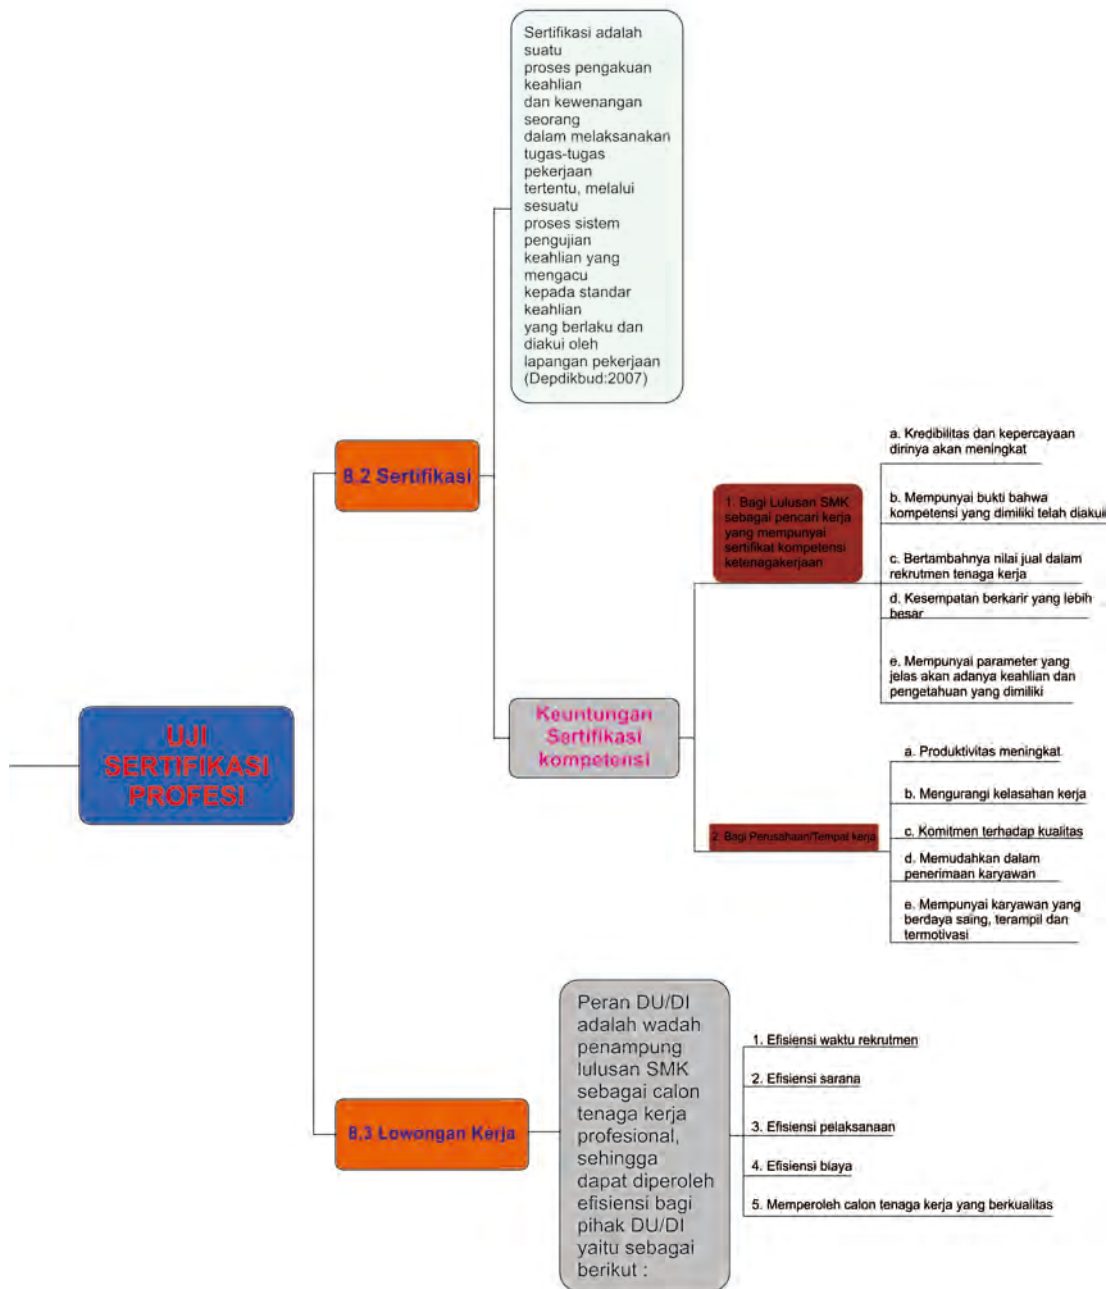 UJI
SERTIFIKASI
PROFESI
8.2 Sertifikasi
Sertifikasi adalah
suatu
proses pengakuan
keahlian
dan kewenangan
seorang
dalam melaksanakan
tugas-tugas
pekerjaan
tertentu, melalui
sesuatu
proses sistem
pengujian
keahlian yang
mengacu
kepada standar
keahlian
yang berlaku dan
diakui oleh
lapangan pekerjaan
(Depdikbud:2007)
Keuntungan
Sertifikasi
kompetensi
1. Bagi Lulusan SMK
sebagai pencari kerja
yang mempunyai
sertifikat kompetensi
ketenagakerjaan
a. Kredibilitas dan kepercayaan
dirinya akan meningkat
b. Mempunyai bukti bahwa
kompetensi yang dimiliki telah diakui
c. Bertambahnya nilai jual dalam
rekrutmen tenaga kerja
d. Kesempatan berkarir yang lebih
besar
e. Mempunyai parameter yang
jelas akan adanya keahlian dan
pengetahuan yang dimiliki
2. Bagi Perusahaan/Tempat kerja
a. Produktivitas meningkat
b. Mengurangi kelasahan kerja
c. Komitmen terhadap kualitas
d. Memudahkan dalam
penerimaan karyawan
e. Mempunyai karyawan yang
berdaya saing, terampil dan
termotivasi
8,3 Lowongan Kerja
Peran DU/DI
adalah wadah
penampung
lulusan SMK
sebagai calon
tenaga kerja
profesional,
sehingga
dapat diperoleh
efisiensi bagi
pihak DU/DI
yaitu sebagai
berikut :
1. Efisiensi waktu rekrutmen
2. Efisiensi sarana
3. Efisiensi pelaksanaan
4. Efisiensi biaya
5. Memperoleh calon tenaga kerja yang berkualitas